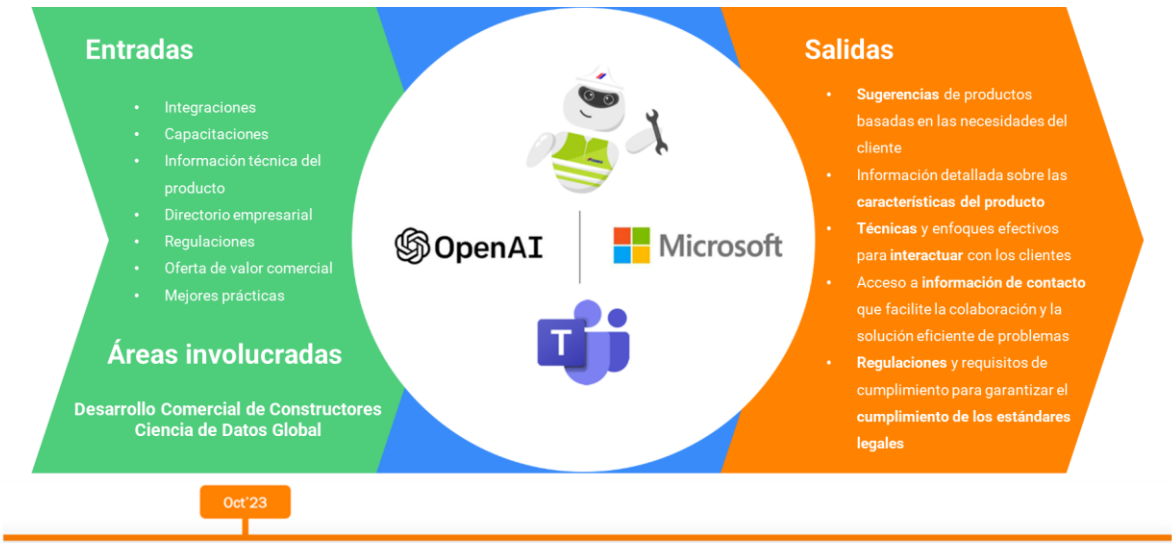 Entradas
• Integraciones
• Capacitaciones
• Información técnica del
producto
• Directorio empresarial
• Regulaciones
• Oferta de valor comercial
• Mejores prácticas
Áreas involucradas
Desarrollo Comercial de Constructores
Ciencia de Datos Global
OpenAI
Microsoft
T
Salidas
• Sugerencias de productos
basadas en las necesidades del
cliente
• Información detallada sobre las
características del producto
• Técnicas y enfoques efectivos
para interactuar con los clientes
• Acceso a información de contacto
que facilite la colaboración y la
solución eficiente de problemas
• Regulaciones y requisitos de
cumplimiento para garantizar el
cumplimiento de los estándares
legales
Oct'23